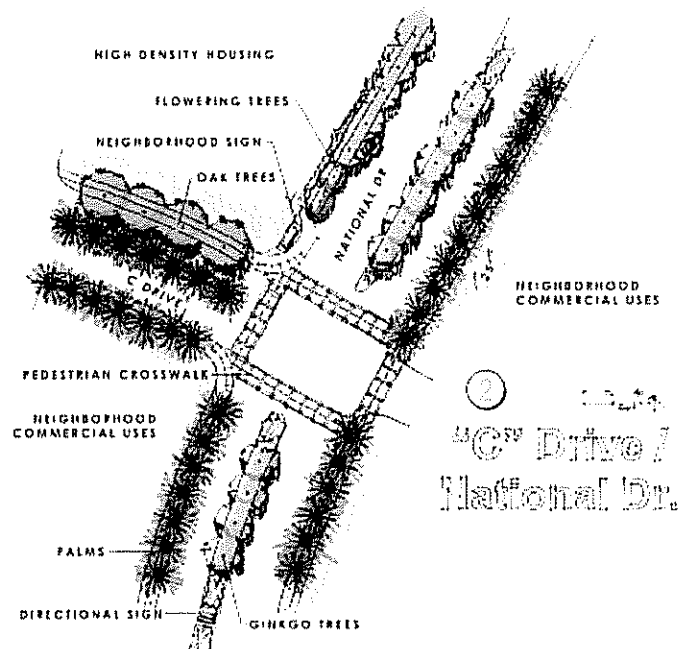 HIGH DENSITY HOUSING
FLOWERING TREES
NEIGHBORHOOD SIGN
OAK TREES
NATIONAL DR
C DRIVE
NEIGHBORHOOD
COMMERCIAL USES
PEDESTRIAN CROSSWALK
NEIGHBORHOOD
COMMERCIAL USES
2
"C" Drive /
National Dr.
PALMS
DIRECTIONAL SIGN
GINKGO TREES